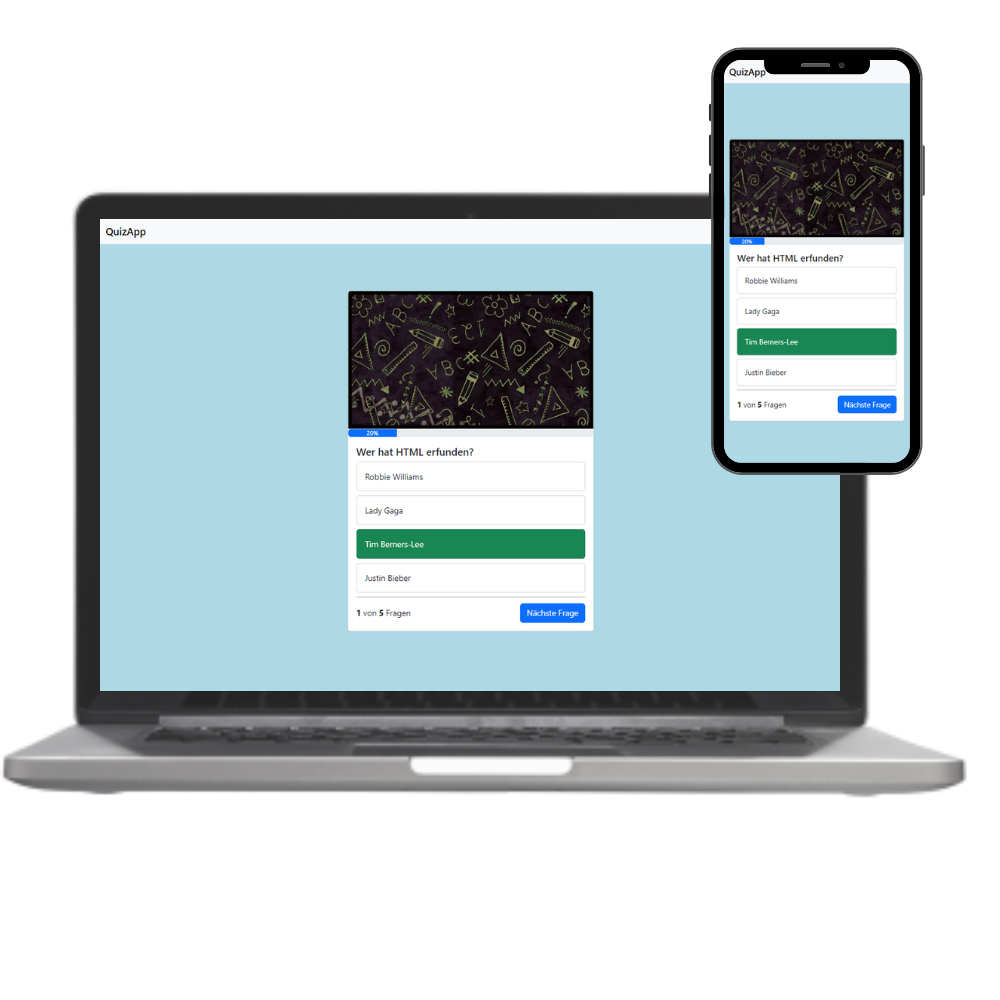 QuizApp
20%
Wer hat HTML erfunden?
Robbie Williams
Lady Gaga
Tim Berners-Lee
Justin Bieber
1 von 5 Fragen
Nächste Frage
QuizApp
20%
Wer hat HTML erfunden?
Robbie Williams
Lady Gaga
Tim Berners-Lee
Justin Bieber
1 von 5 Fragen
Nächste Frage